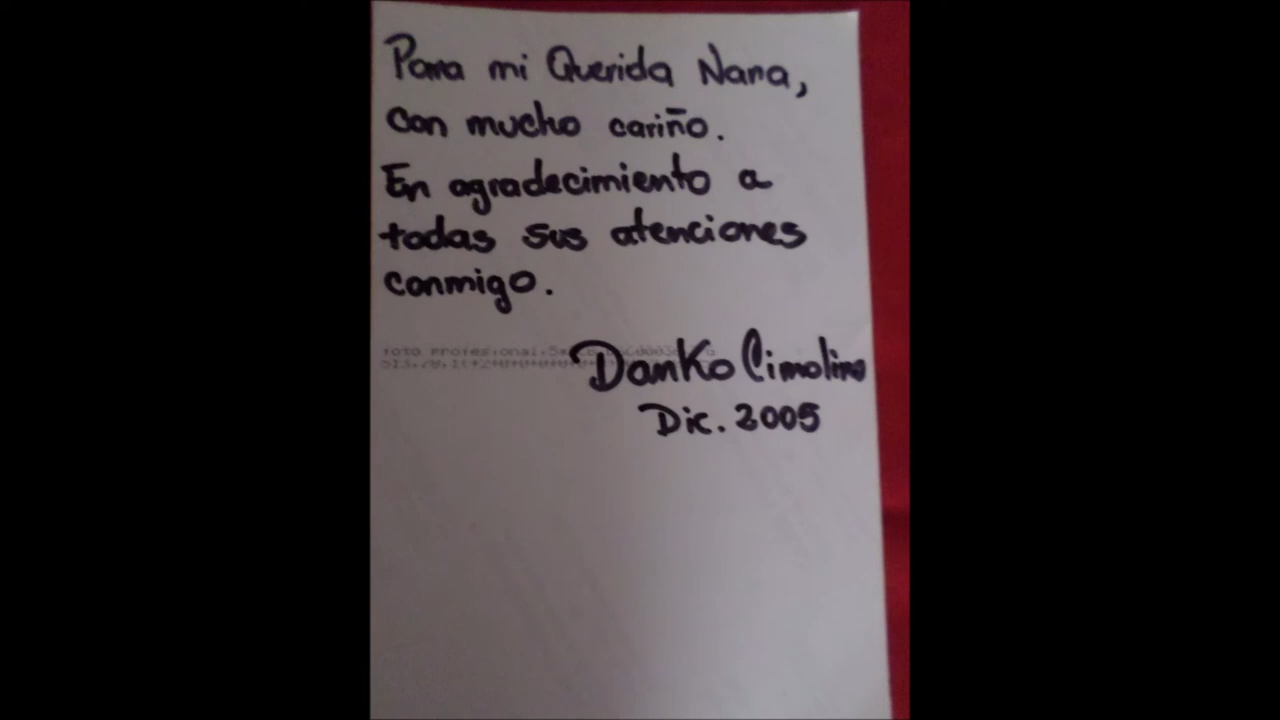 Para mi Querida Nana,
con mucho cariño.
En agradecimiento a
todas sus atenciones
conmigo.
Danko Cimolino
Dic. 2005